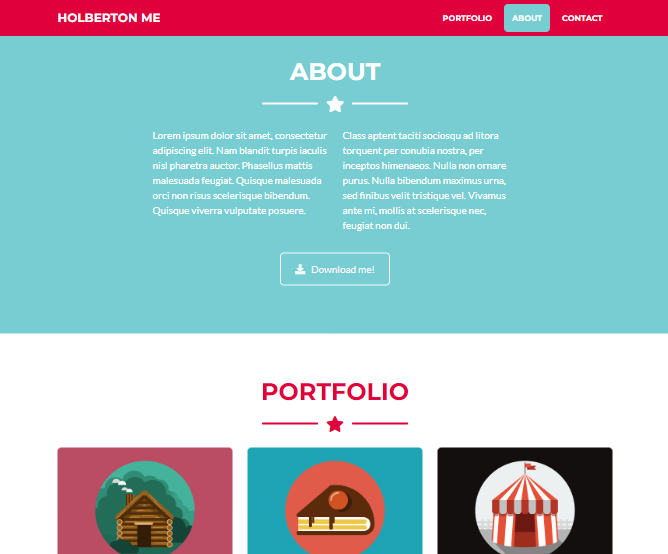 HOLBERTON ME
PORTFOLIO ABOUT CONTACT
ABOUT
Lorem ipsum dolor sit amet, consectetur
adipiscing elit. Nam blandit turpis iaculis
nisl pharetra auctor. Phasellus mattis
malesuada feugiat. Quisque malesuada
orci non risus scelerisque bibendum.
Quisque viverra vulputate posuere.
Class aptent taciti sociosqu ad litora
torquent per conubia nostra, per
inceptos himenaeos. Nulla non ornare
purus. Nulla bibendum maximus urna,
sed finibus velit tristique vel. Vivamus
ante mi, mollis at scelerisque nec,
feugiat non dui.
Download me!
PORTFOLIO